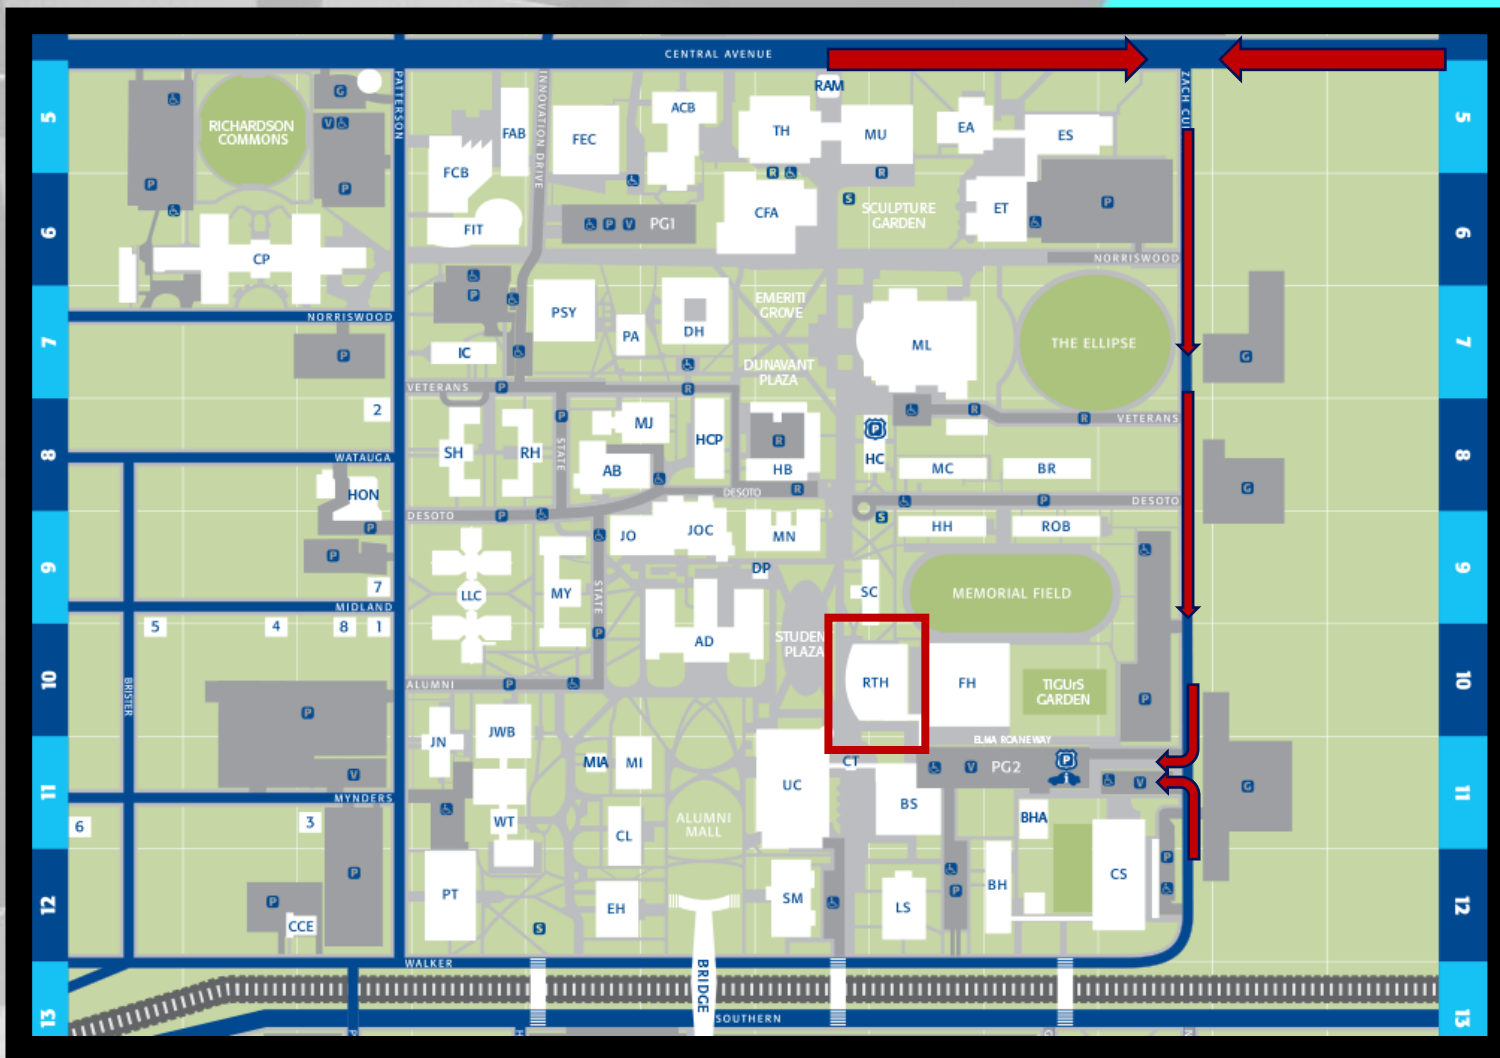 CENTRAL AVENUE
PATTERSON
INNOVATION DRIVE
ZACH CUR
5
5
RICHARDSON
COMMONS
G
V
P
P
FAB
FCB
FIT
FEC
ACB
RAM
TH
MU
EA
ES
R
R
S
SCULPTURE
GARDEN
CFA
ET
P
P V
PG1
6
6
CP
NORRISWOOD
NORRISWOOD
P
PSY
PA
DH
EMERITI
GROVE
ML
THE ELLIPSE
G
7
7
P
IC
DUNAVANT
PLAZA
VETERANS
P
R
R
R
VETERANS
2
8
8
P
SH
RH
STATE
MJ
AB
HCP
R
HB
P
HC
MC
BR
G
WATAUGA
HON
P
DESOTO
P
DESOTO
R
P
DESOTO
S
JO
JOC
MN
HH
ROB
9
9
P
7
LLC
MY
STATE
DP
SC
MEMORIAL FIELD
MIDLAND
5
4
8
1
P
AD
STUDENT
PLAZA
10
10
RTH
FH
TIGUrS
GARDEN
P
BRISTER
ALUMNI
P
P
JN
JWB
MIA
MI
ELMA ROANE WAY
CT
V
PG2
P
i
V
G
11
11
V
MYNDERS
UC
BS
BHA
6
3
WT
CL
ALUMNI
MALL
P
P
PT
EH
SM
LS
P
BH
CS
P
12
12
CCE
S
WALKER
BRIDGE
SOUTHERN
13
13